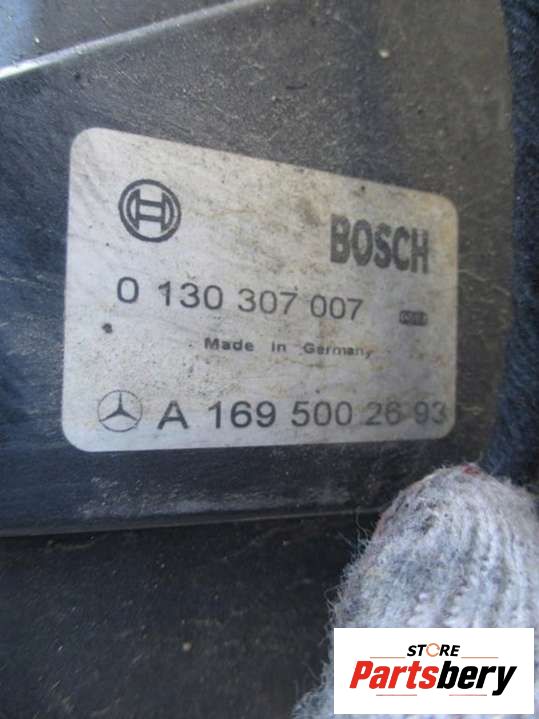 BOSCH
0 130 307 007
Made in Germany
A 169 500 26 93
STORE
Partsbery